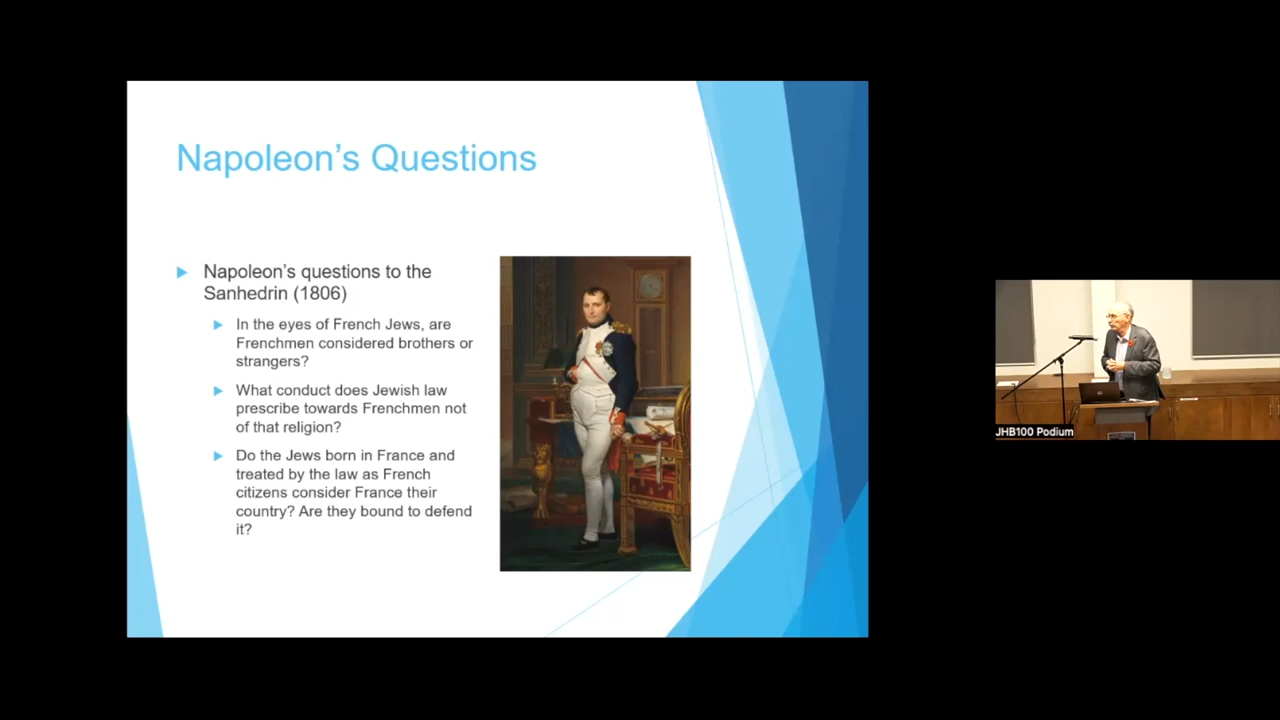 Napoleon's Questions
Napoleon's questions to the
Sanhedrin (1806)
In the eyes of French Jews, are
Frenchmen considered brothers or
strangers?
What conduct does Jewish law
prescribe towards Frenchmen not
of that religion?
Do the Jews born in France and
treated by the law as French
citizens consider France their
country? Are they bound to defend
it?
JHB100 Podium